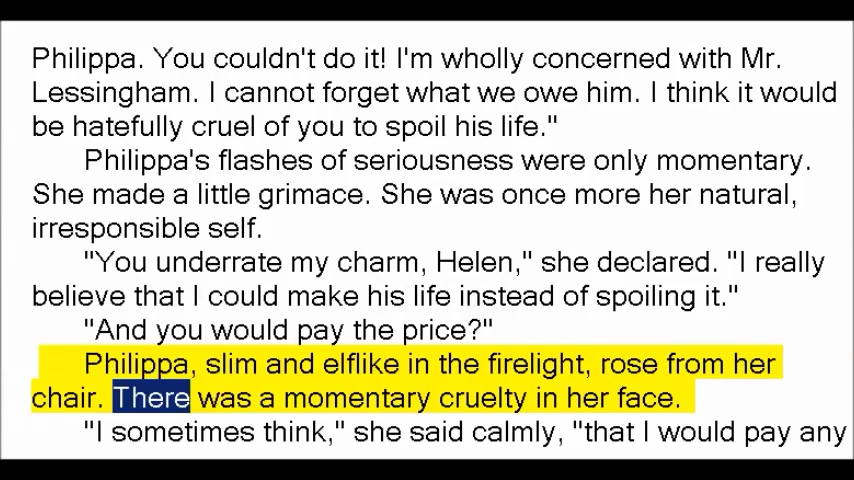 Philippa. You couldn't do it! I'm wholly concerned with Mr.
Lessingham. I cannot forget what we owe him. I think it would
be hatefully cruel of you to spoil his life."
Philippa's flashes of seriousness were only momentary.
She made a little grimace. She was once more her natural,
irresponsible self.
"You underrate my charm, Helen," she declared. "I really
believe that I could make his life instead of spoiling it."
"And you would pay the price?"
Philippa, slim and elflike in the firelight, rose from her
chair. There was a momentary cruelty in her face.
"I sometimes think," she said calmly, "that I would pay any